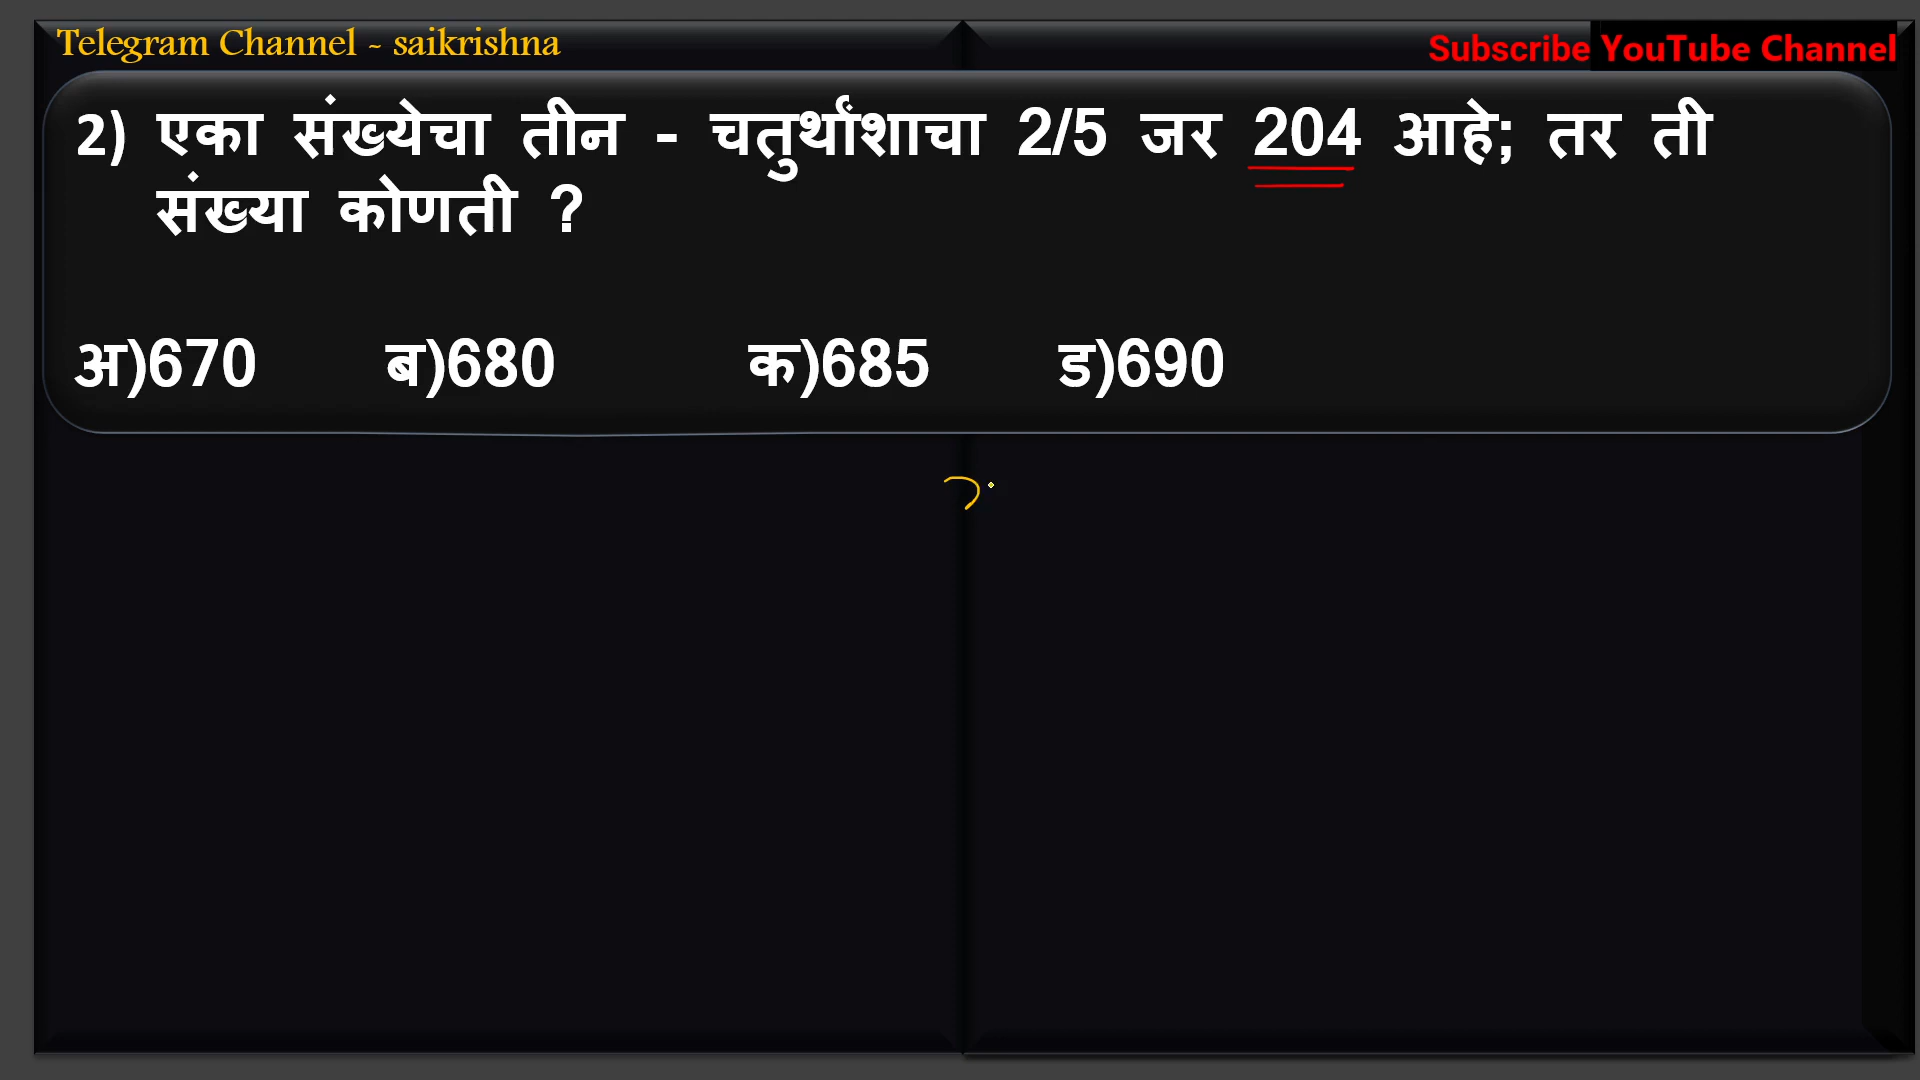 Telegram Channel ~ saikrishna
Subscribe YouTube Channel
2) एका संख्येचा तीन - चतुर्थांशाचा 2/5 जर 204 आहे; तर ती
संख्या कोणती ?
अ)670 ब)680 क)685 ड)690